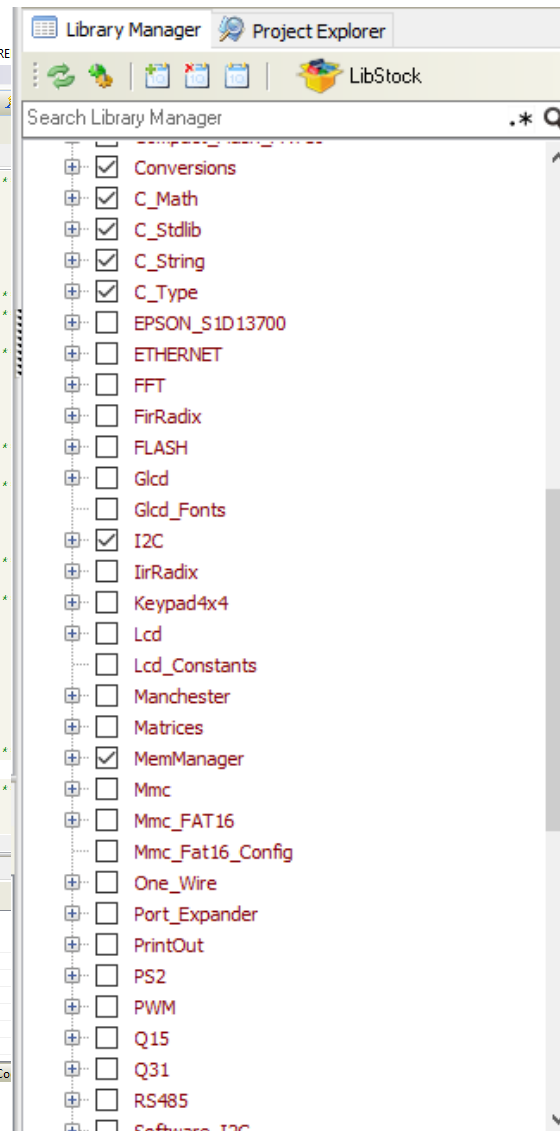 RE
Library Manager
Project Explorer
LibStock
Search Library Manager
.*
Conversions
C_Math
C_Stdlib
C_String
C_Type
EPSON_S1D13700
ETHERNET
FFT
FirRadix
FLASH
Glcd
Glcd_Fonts
I2C
IirRadix
Keypad4x4
Lcd
Lcd_Constants
Manchester
Matrices
MemManager
Mmc
Mmc_FAT16
Mmc_Fat16_Config
One_Wire
Port_Expander
PrintOut
PS2
PWM
Q15
Q31
RS485
Software_I2C